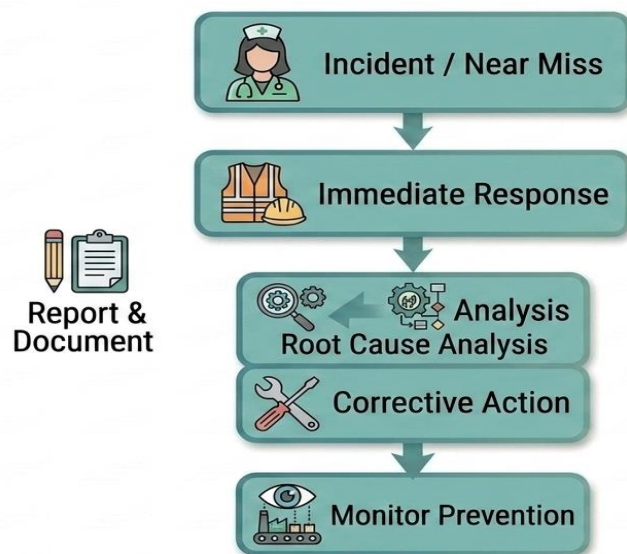 Incident / Near Miss
Immediate Response
Report &
Document
Analysis
Root Cause Analysis
Corrective Action
Monitor Prevention